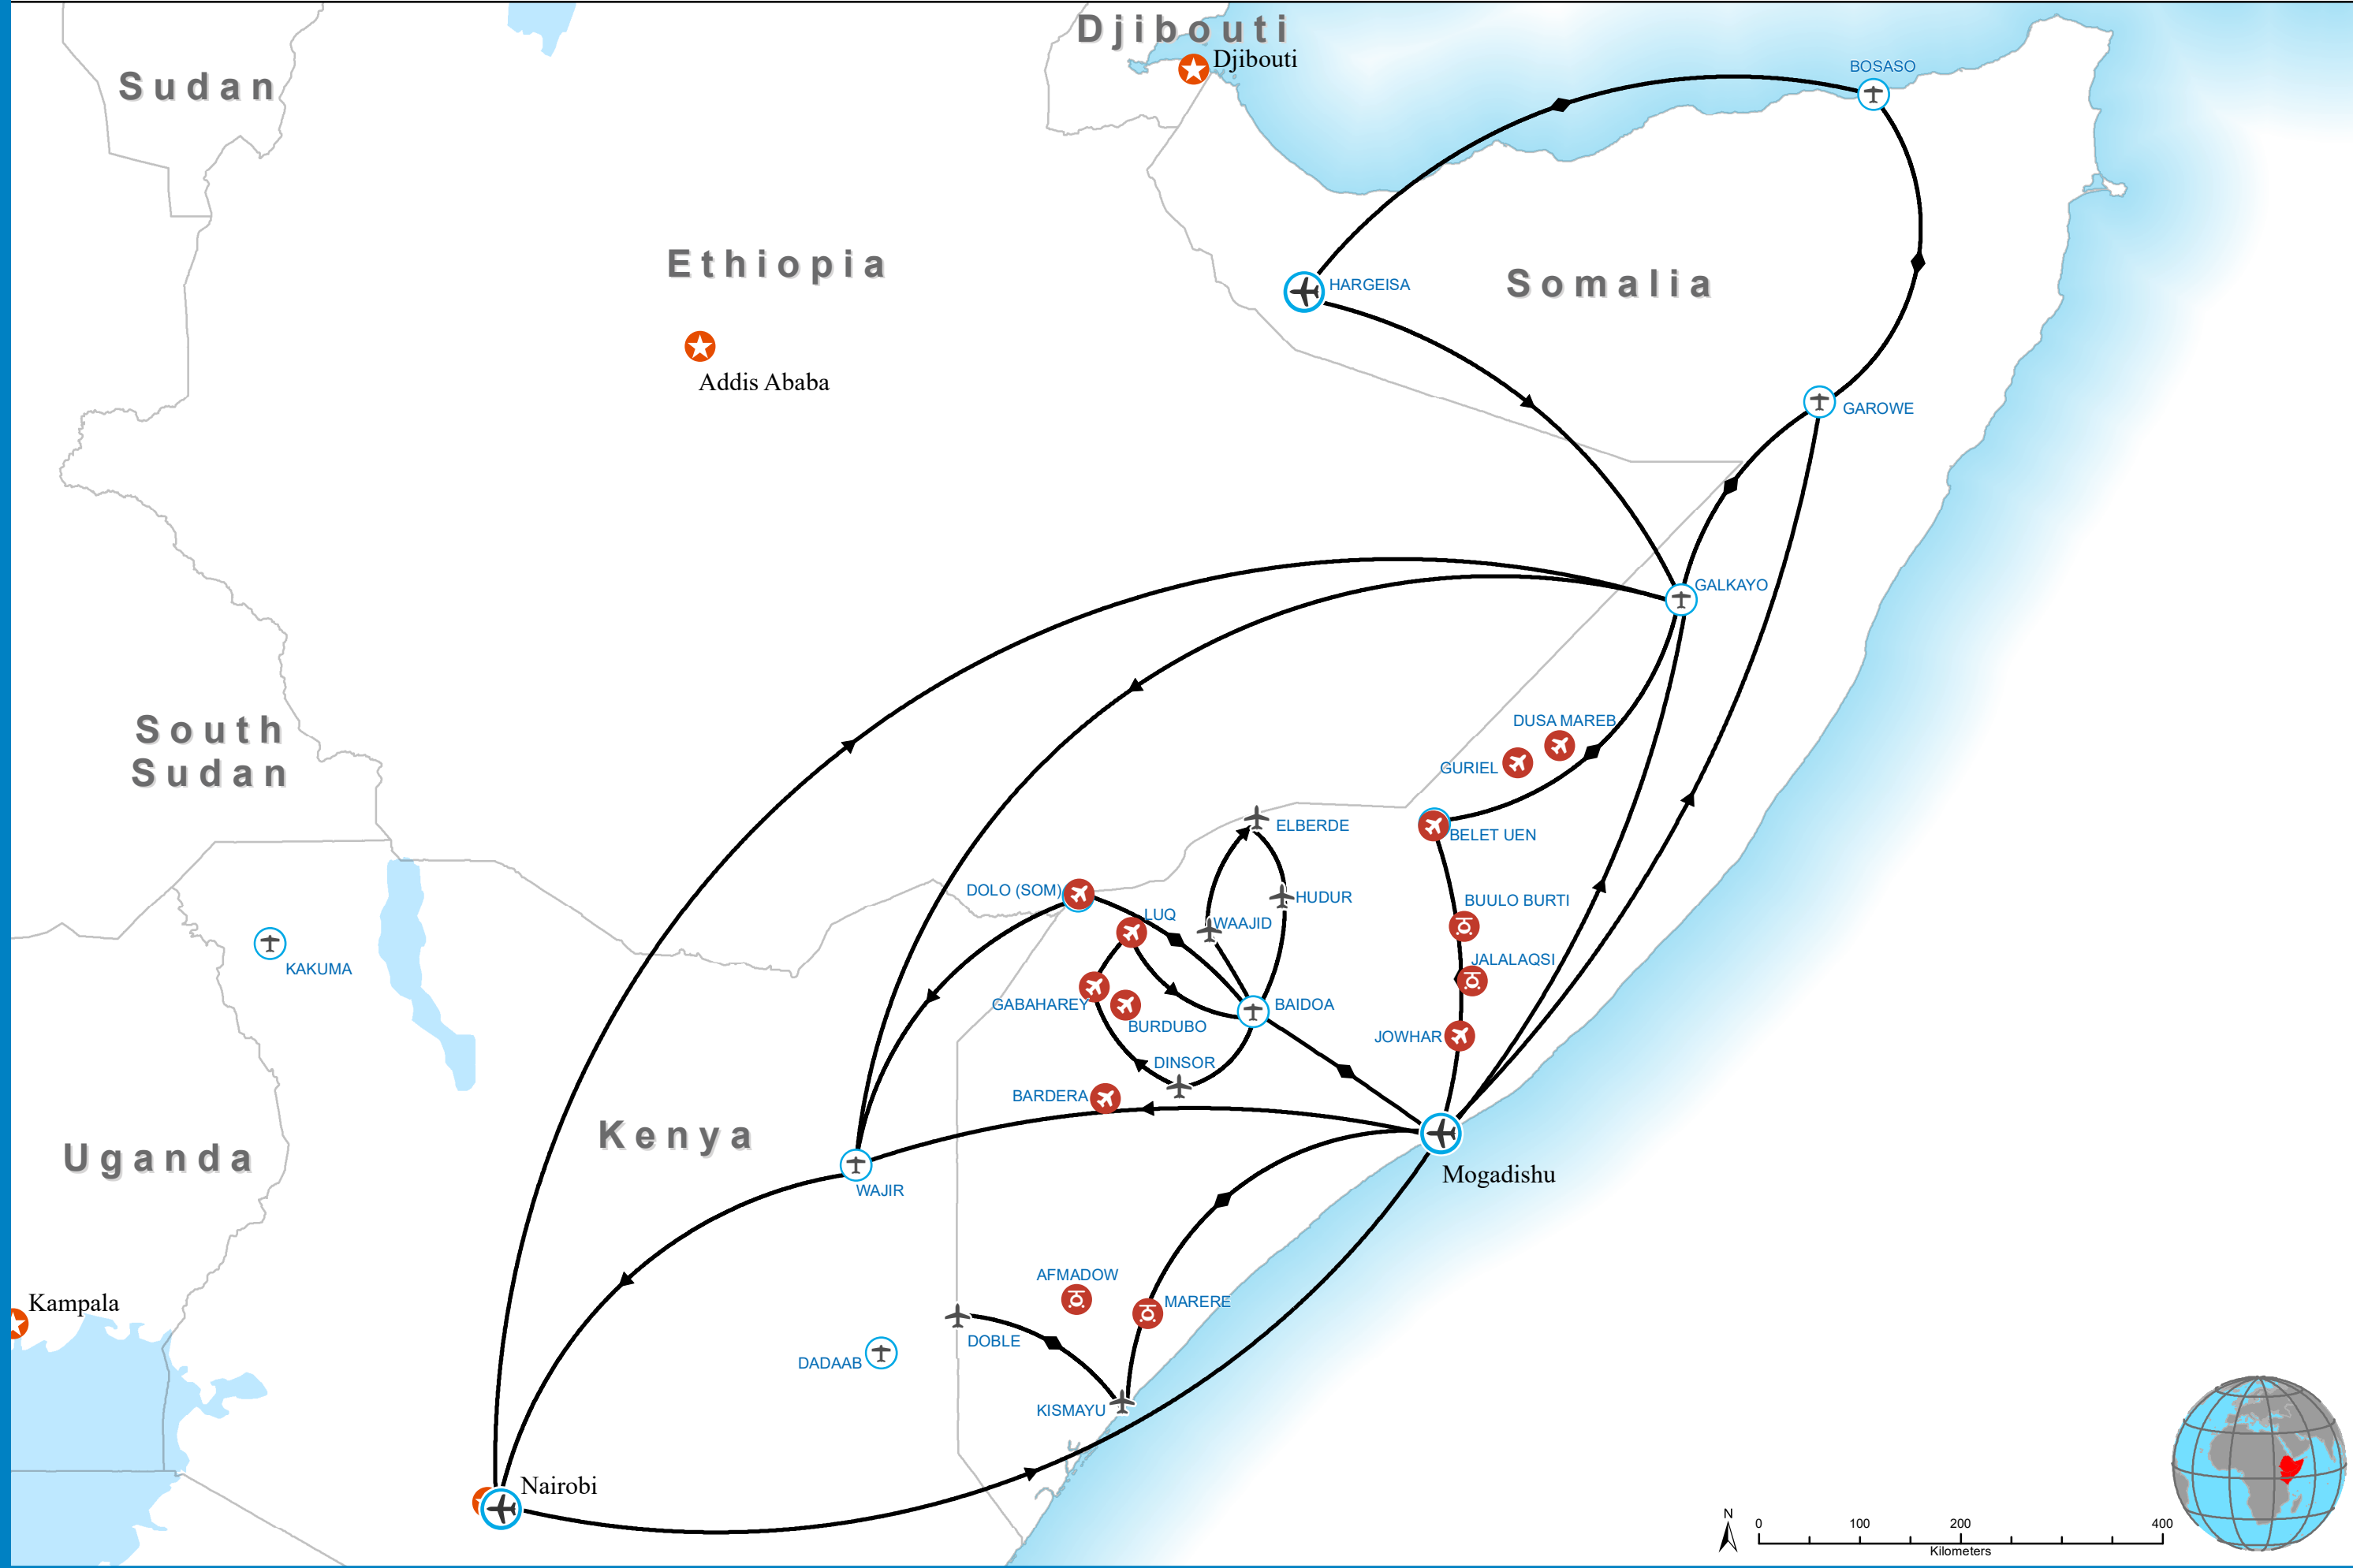 Djibouti
Djibouti
Sudan
BOSASO
Ethiopia
HARGEISA
Somalia
Addis Ababa
GAROWE
GALKAYO
South
Sudan
DUSA MAREB
GURIEL
ELBERDE
BELET UEN
DOLO (SOM)
HUDUR
BUULO BURTI
LUQ
WAAJID
KAKUMA
JALALAQSI
GABAHAREY
BAIDOA
BURDUBO
JOWHAR
DINSOR
BARDERA
Kenya
Uganda
Mogadishu
WAJIR
AFMADOW
Kampala
MARERE
DOBLE
DADAAB
KISMAYU
Nairobi
N
0 100 200 400
Kilometers